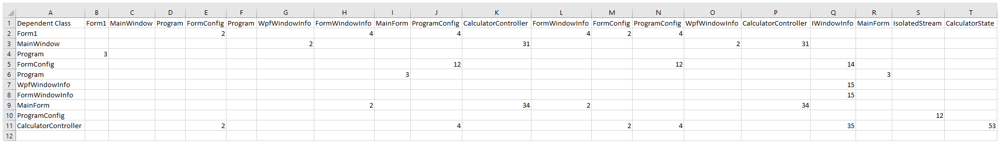 A B C D E F G H I J K L M N O P Q R S T
1 Dependent Class Form1 MainWindow Program FormConfig Program WpfWindowInfo FormWindowInfo MainForm ProgramConfig CalculatorController FormWindowInfo FormConfig ProgramConfig WpfWindowInfo CalculatorController IWindowInfo MainForm IsolatedStream CalculatorState
2 Form1 2 4 4 4 2 4
3 MainWindow 2 31 2 31
4 Program 3
5 FormConfig 12 12 14
6 Program 3 3
7 WpfWindowInfo 15
8 FormWindowInfo 15
9 MainForm 2 34 2 34
10 ProgramConfig 12
11 CalculatorController 2 4 2 4 35 53
12